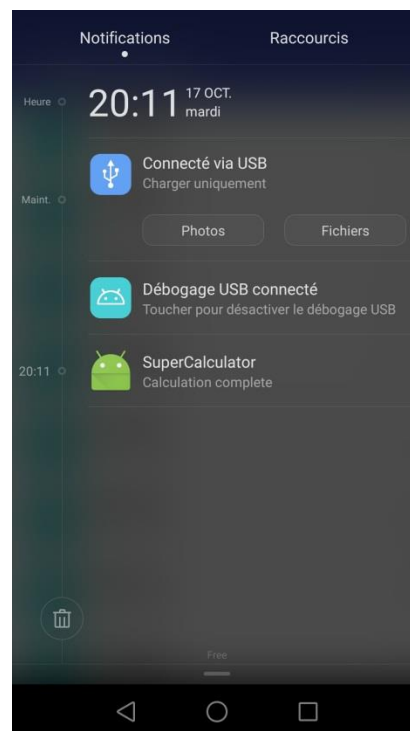 Notifications
Raccourcis
Heure
20:11
17 OCT.
mardi
Connecté via USB
Charger uniquement
Maint.
Photos
Fichiers
Débogage USB connecté
Toucher pour désactiver le débogage USB
20:11
SuperCalculator
Calculation complete
Free